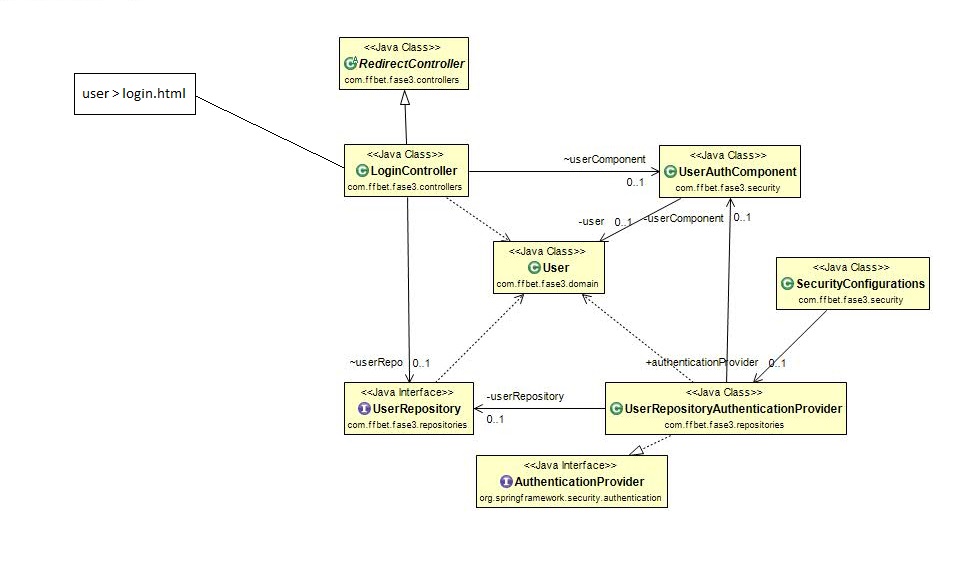 <<Java Class>>
RedirectController
com.ffbet.fase3.controllers
user > login.html
<<Java Class>>
LoginController
com.ffbet.fase3.controllers
~userComponent
0..1
<<Java Class>>
UserAuthComponent
com.ffbet.fase3.security
-user 0..1
-userComponent 0..1
<<Java Class>>
User
com.ffbet.fase3.domain
<<Java Class>>
SecurityConfigurations
com.ffbet.fase3.security
~userRepo 0..1
+authenticationProvider 0..1
<<Java Interface>>
UserRepository
com.ffbet.fase3.repositories
-userRepository
0..1
<<Java Class>>
UserRepositoryAuthenticationProvider
com.ffbet.fase3.repositories
<<Java Interface>>
AuthenticationProvider
org.springframework.security.authentication